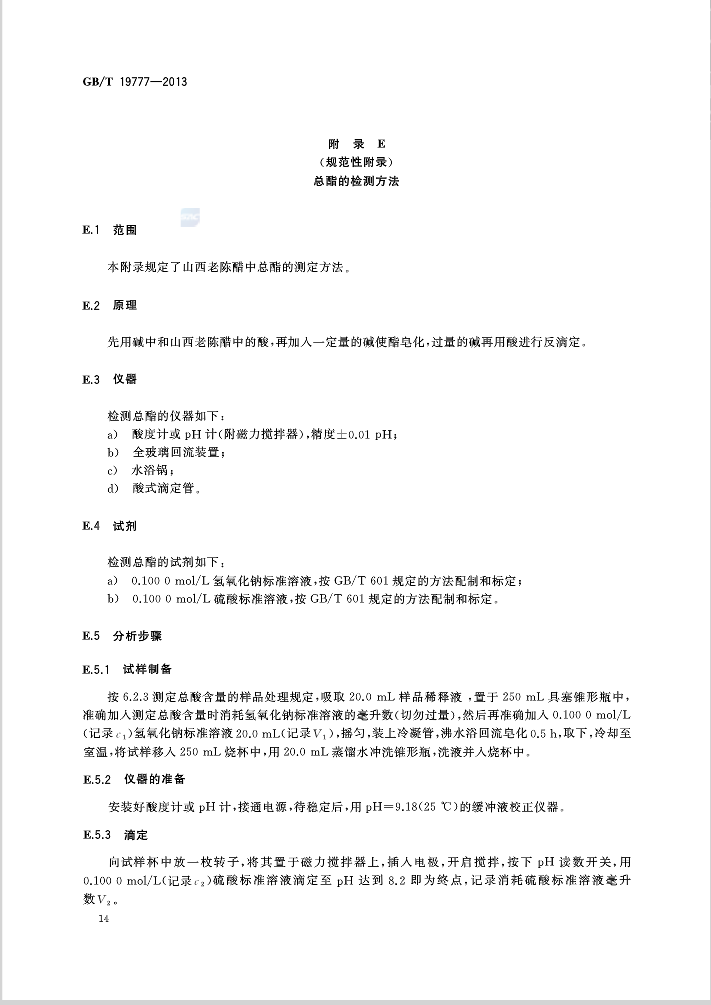 GB/T 19777—2013
附 录 E
(规范性附录)
总酯的检测方法
E.1 范围
本附录规定了山西老陈醋中总酯的测定方法。
E.2 原理
先用碱中和山西老陈醋中的酸,再加入一定量的碱使酯皂化,过量的碱再用酸进行反滴定。
E.3 仪器
检测总酯的仪器如下:
a) 酸度计或 pH 计(附磁力搅拌器),精度±0.01 pH;
b) 全玻璃回流装置;
c) 水浴锅;
d) 酸式滴定管。
E.4 试剂
检测总酯的试剂如下:
a) 0.100 0 mol/L 氢氧化钠标准溶液,按 GB/T 601 规定的方法配制和标定;
b) 0.100 0 mol/L 硫酸标准溶液,按 GB/T 601 规定的方法配制和标定。
E.5 分析步骤
E.5.1 试样制备
按 6.2.3 测定总酸含量的样品处理规定,吸取 20.0 mL 样品稀释液,置于 250 mL 具塞锥形瓶中,
准确加入测定总酸含量时消耗氢氧化钠标准溶液的毫升数(切勿过量),然后再准确加入 0.100 0 mol/L
(记录 c₁)氢氧化钠标准溶液 20.0 mL(记录 V₁),摇匀,装上冷凝管,沸水浴回流皂化 0.5 h,取下,冷却至
室温,将试样移入 250 mL 烧杯中,用 20.0 mL 蒸馏水冲洗锥形瓶,洗液并入烧杯中。
E.5.2 仪器的准备
安装好酸度计或 pH 计,接通电源,待稳定后,用 pH=9.18(25 ℃)的缓冲液校正仪器。
E.5.3 滴定
向试样杯中放一枚转子,将其置于磁力搅拌器上,插入电极,开启搅拌,按下 pH 读数开关,用
0.100 0 mol/L(记录 c₂)硫酸标准溶液滴定至 pH 达到 8.2 即为终点,记录消耗硫酸标准溶液毫升
数 V₂。
14